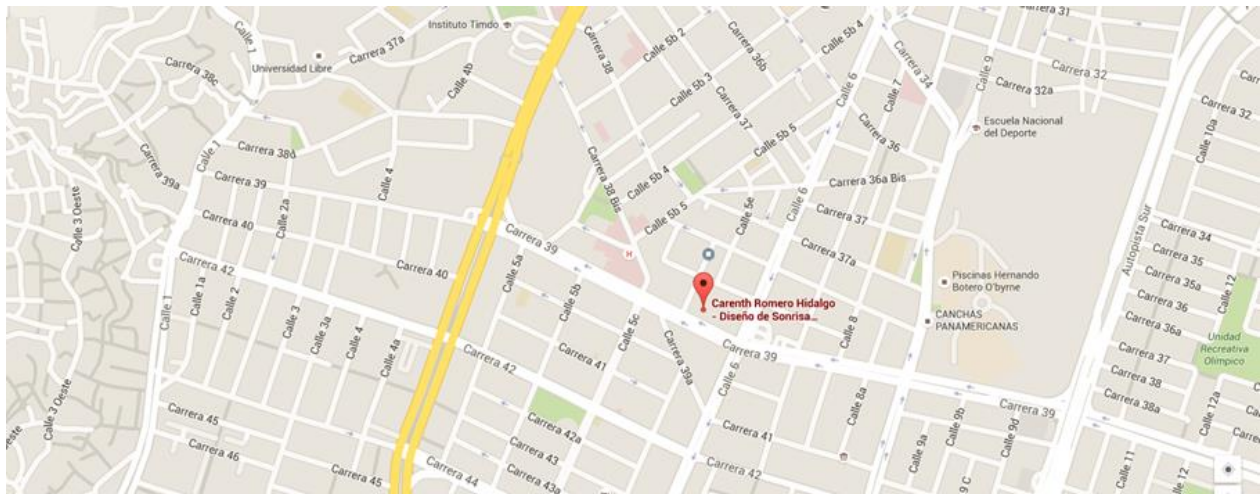 Calle 1
Carrera 37a
Instituto Timdo
Calle 5b 2
Carrera 38
Carrera 36b
Calle 5b 4
Carrera 31
Universidad Libre
Carrera 38c
Calle 4b
Calle 5b 3
Calle 6
Carrera 34
Calle 7
Calle 9
Carrera 32
Carrera 32a
Carrera 32
Calle 10a
Carrera 37
Calle 5b 5
Carrera 36
Escuela Nacional
del Deporte
Calle 1
Carrera 38d
Carrera 39a
Carrera 39
Calle 4
Carrera 38 Bis
Calle 5b 4
Carrera 36a Bis
Calle 3 Oeste
Carrera 40
Calle 2a
Calle 5b 5
Calle 5e
Calle 6
Carrera 37
Autopista Sur
Carrera 34
Carrera 39
H
Carrera 42
Carrera 40
Calle 5a
Calle 5b
Carrera 37a
Carrera 35
Piscinas Hernando
Botero O'byrne
Carrera 35a
Calle 12
Calle 1a
Calle 2
Calle 1
Calle 3
Calle 3a
Calle 4
Calle 4a
Calle 5c
Carenth Romero Hidalgo
- Diseño de Sonrisa...
Calle 8
CANCHAS
PANAMERICANAS
Carrera 36
Carrera 36a
Unidad
Recreativa
Olimpico
Carrera 42
Carrera 41
Carrera 39a
Calle 6
Carrera 39
Carrera 37
Carrera 38
Carrera 38a
Calle 12a
Calle 3 Oeste
Carrera 45
Carrera 46
Carrera 45
Carrera 42a
Carrera 43
Carrera 43a
Carrera 44
Carrera 41
Carrera 42
Calle 8a
Calle 9a
Calle 9b
Calle 9d
9 C
Carrera 39
Calle 11
Calle 12